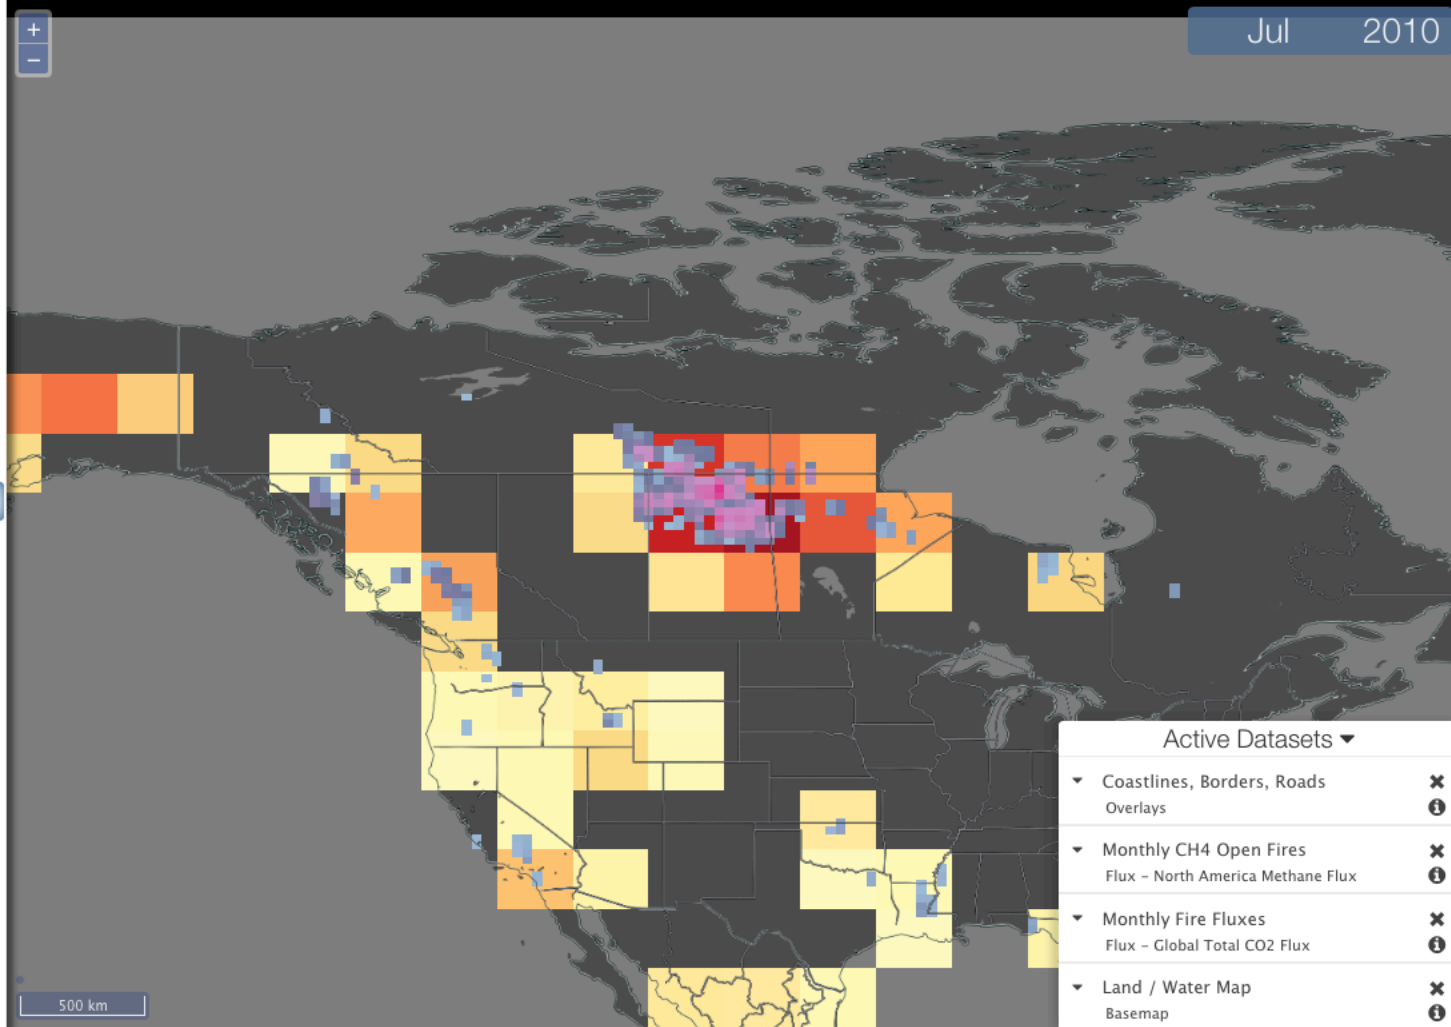 +
−
Jul 2010
Active Datasets
Coastlines, Borders, Roads
Overlays
Monthly CH4 Open Fires
Flux – North America Methane Flux
Monthly Fire Fluxes
Flux – Global Total CO2 Flux
Land / Water Map
Basemap
500 km